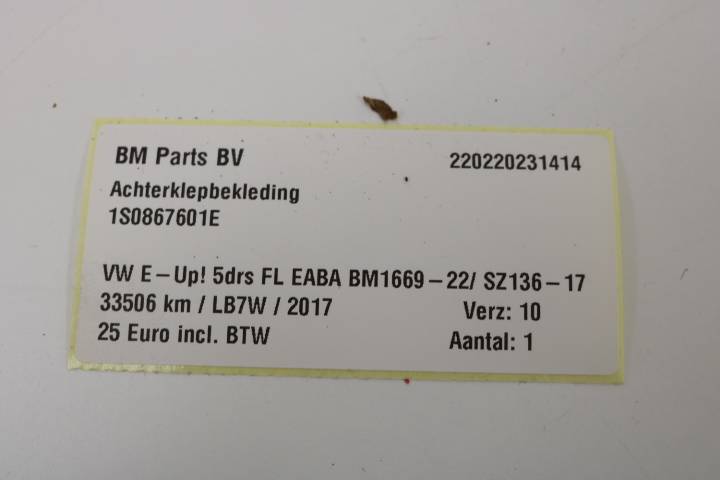 BM Parts BV 220220231414
Achterklepbekleding
1S0867601E
VW E-Up! 5drs FL EABA BM1669-22/ SZ136-17
33506 km / LB7W / 2017 Verz: 10
25 Euro incl. BTW Aantal: 1